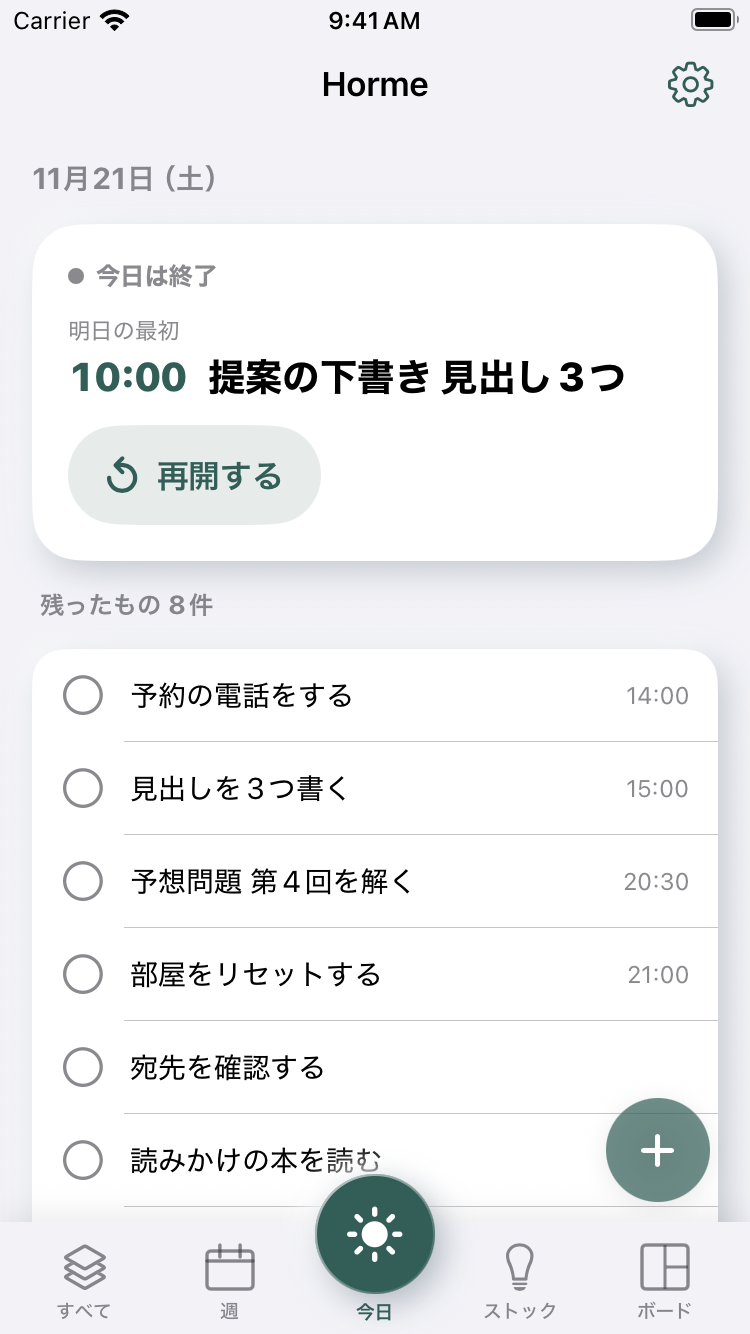 Carrier 9:41 AM
Horme
11月21日（土）
今日は終了
明日の最初
10:00 提案の下書き 見出し3つ
再開する
残ったもの 8件
予約の電話をする 14:00
見出しを3つ書く 15:00
予想問題 第4回を解く 20:30
部屋をリセットする 21:00
宛先を確認する
読みかけの本を読む
すべて 週 今日 ストック ボード